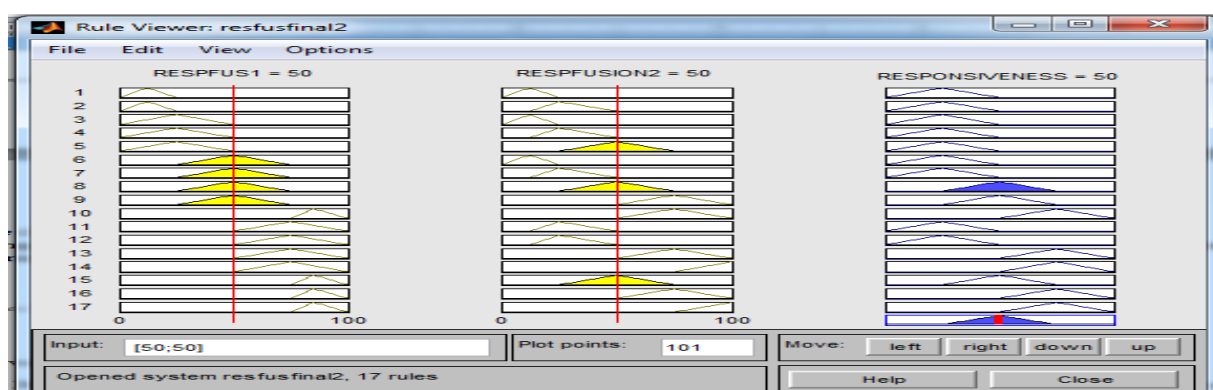 Rule Viewer: resfusfinal2
File Edit View Options
RESPFUS1 = 50 RESPFUSION2 = 50 RESPONSIVENESS = 50
1
2
3
4
5
6
7
8
9
10
11
12
13
14
15
16
17
0 100 0 100
Input: [50;50] Plot points: 101 Move: left right down up
Opened system resfusfinal2, 17 rules Help Close